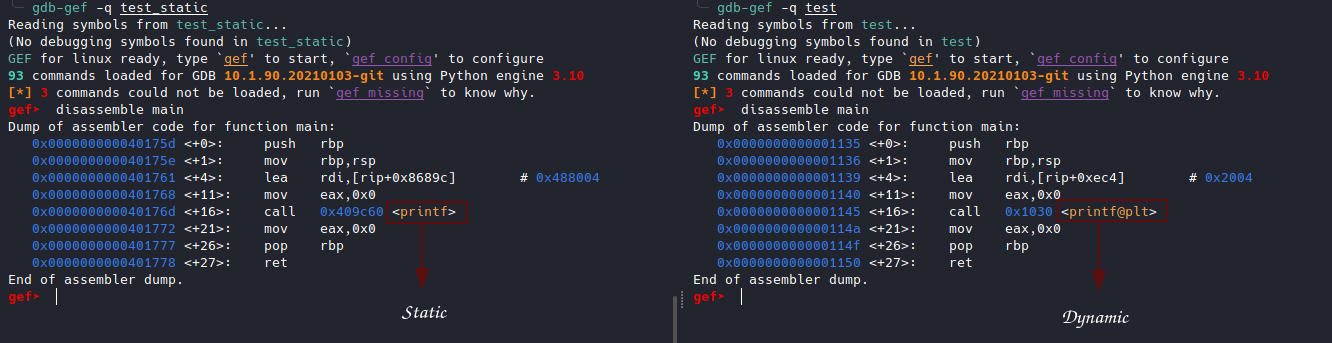 gdb-gef -q test_static
Reading symbols from test_static...
(No debugging symbols found in test_static)
GEF for linux ready, type `gef' to start, `gef config' to configure
93 commands loaded for GDB 10.1.90.20210103-git using Python engine 3.10
[*] 3 commands could not be loaded, run `gef missing` to know why.
gef➤  disassemble main
Dump of assembler code for function main:
0x000000000040175d <+0>:     push   rbp
0x000000000040175e <+1>:     mov    rbp,rsp
0x0000000000401761 <+4>:     lea    rdi,[rip+0x8689c]        # 0x488004
0x0000000000401768 <+11>:    mov    eax,0x0
0x000000000040176d <+16>:    call   0x409c60 <printf>
0x0000000000401772 <+21>:    mov    eax,0x0
0x0000000000401777 <+26>:    pop    rbp
0x0000000000401778 <+27>:    ret
End of assembler dump.
gef➤
Static
gdb-gef -q test
Reading symbols from test...
(No debugging symbols found in test)
GEF for linux ready, type `gef' to start, `gef config' to configure
93 commands loaded for GDB 10.1.90.20210103-git using Python engine 3.10
[*] 3 commands could not be loaded, run `gef missing` to know why.
gef➤  disassemble main
Dump of assembler code for function main:
0x0000000000001135 <+0>:     push   rbp
0x0000000000001136 <+1>:     mov    rbp,rsp
0x0000000000001139 <+4>:     lea    rdi,[rip+0xec4]        # 0x2004
0x0000000000001140 <+11>:    mov    eax,0x0
0x0000000000001145 <+16>:    call   0x1030 <printf@plt>
0x000000000000114a <+21>:    mov    eax,0x0
0x000000000000114f <+26>:    pop    rbp
0x0000000000001150 <+27>:    ret
End of assembler dump.
gef➤
Dynamic